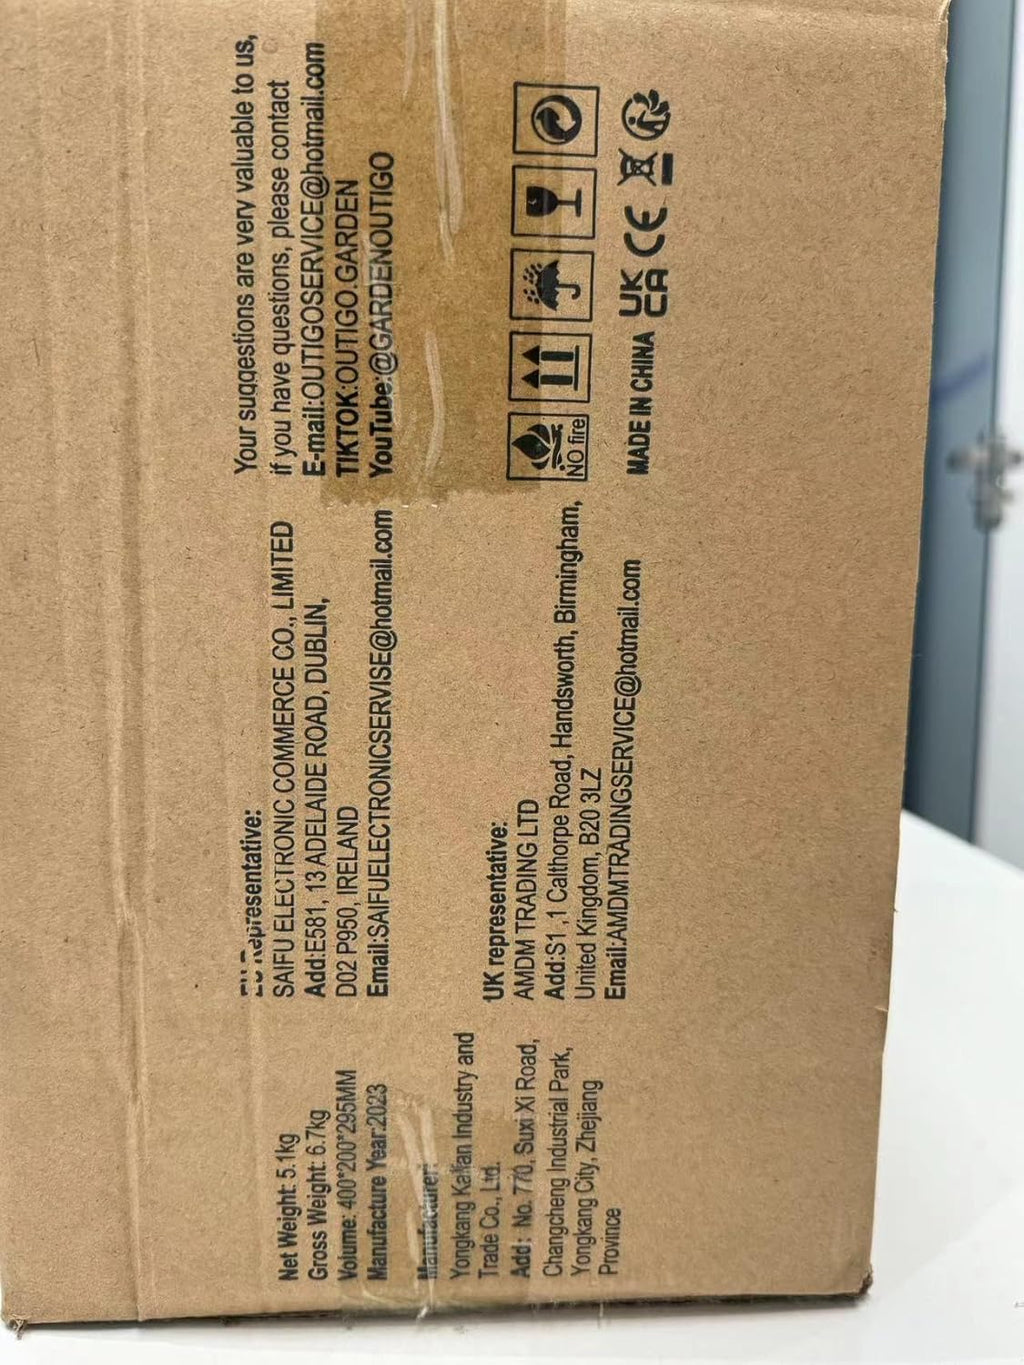 Net Weight: 5.1kg
Gross Weight: 6.7kg
Volume: 400*200*295MM
Manufacture Year:2023
Manufacturer:
Yongkang Kaifan Industry and
Trade Co., Ltd.
Add: No. 770, Suxi Xi Road,
Changcheng Industrial Park,
Yongkang City, Zhejiang
Province
EU Representative:
SAIFU ELECTRONIC COMMERCE CO., LIMITED
Add:E581, 13 ADELAIDE ROAD, DUBLIN,
D02 P950, IRELAND
Email:SAIFUELECTRONICSERVISE@hotmail.com
UK representative:
AMDM TRADING LTD
Add:S1 ,1 Calthorpe Road, Handsworth, Birmingham,
United Kingdom, B20 3LZ
Email:AMDMTRADINGSERVICE@hotmail.com
Your suggestions are very valuable to us,
if you have questions, please contact
E-mail:OUTIGOSERVICE@hotmail.com
TIKTOK:OUTIGO.GARDEN
YouTube:@GARDENOUTIGO
NO fire
MADE IN CHINA
UK
CA
CE